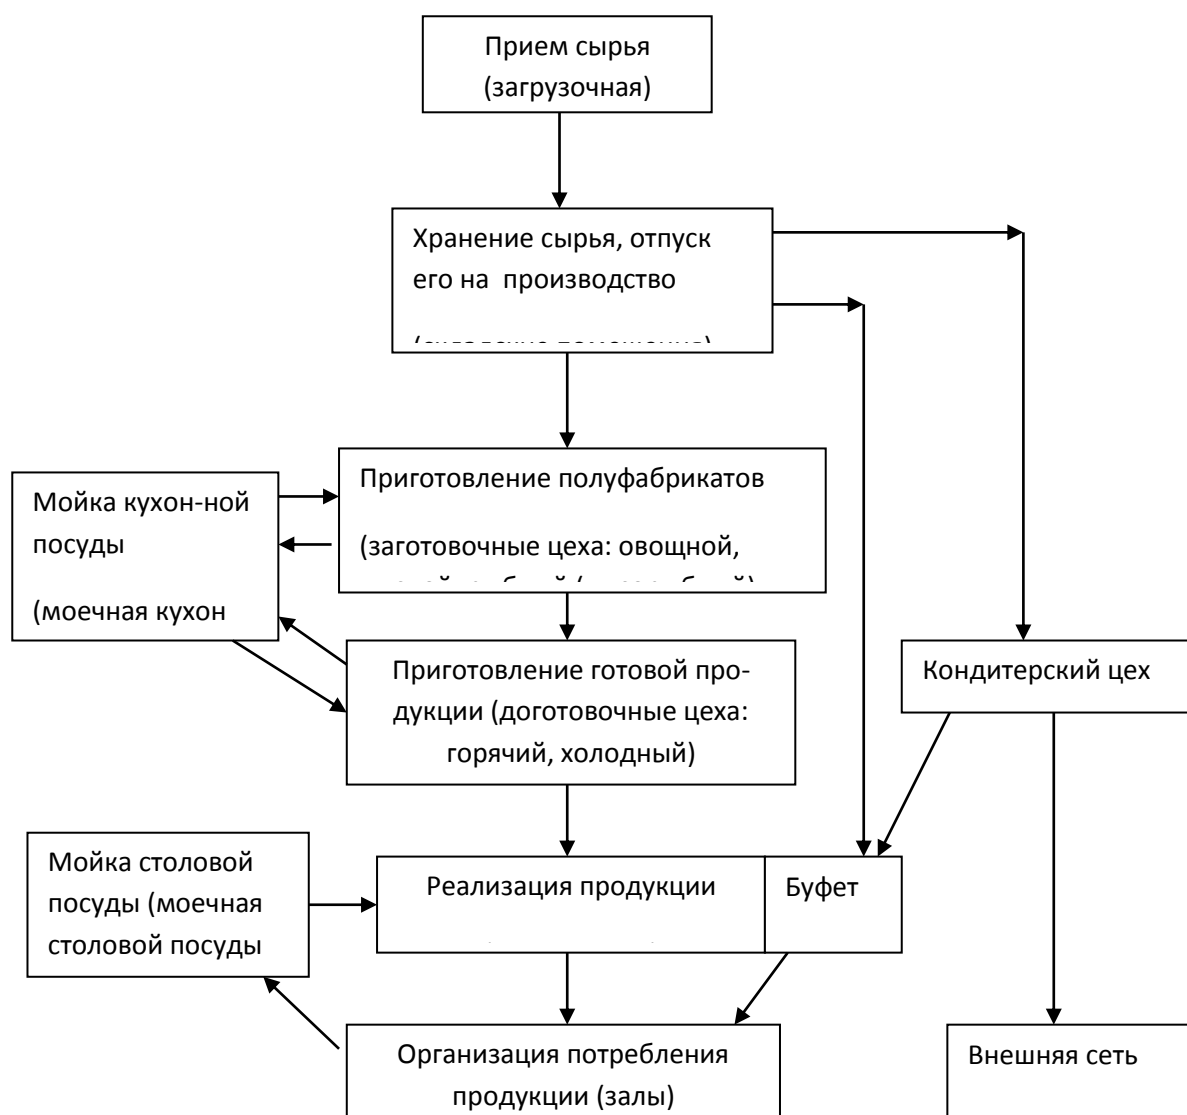 Прием сырья
(загрузочная)
Хранение сырья, отпуск
его на производство
Приготовление полуфабрикатов
(заготовочные цеха: овощной,
Мойка кухон-ной
посуды
(моечная кухон
Приготовление готовой про-
дукции (доготовочные цеха:
горячий, холодный)
Кондитерский цех
Мойка столовой
посуды (моечная
столовой посуды
Реализация продукции
Буфет
Организация потребления
продукции (залы)
Внешняя сеть